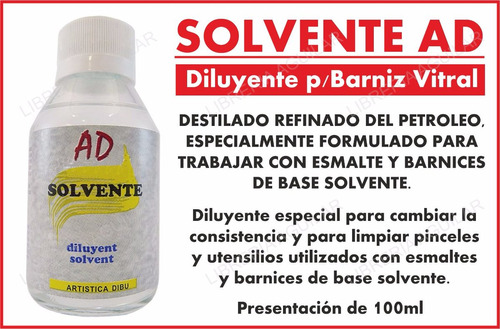 SOLVENTE AD
Diluyente p/Barniz Vitral
DESTILADO REFINADO DEL PETROLEO,
ESPECIALMENTE FORMULADO PARA
TRABAJAR CON ESMALTE Y BARNICES
DE BASE SOLVENTE.
Diluyente especial para cambiar la
consistencia y para limpiar pinceles
y utensilios utilizados con esmaltes
y barnices de base solvente.
Presentación de 100ml
AD
SOLVENTE
diluyent
solvent
ARTISTICA DIBU